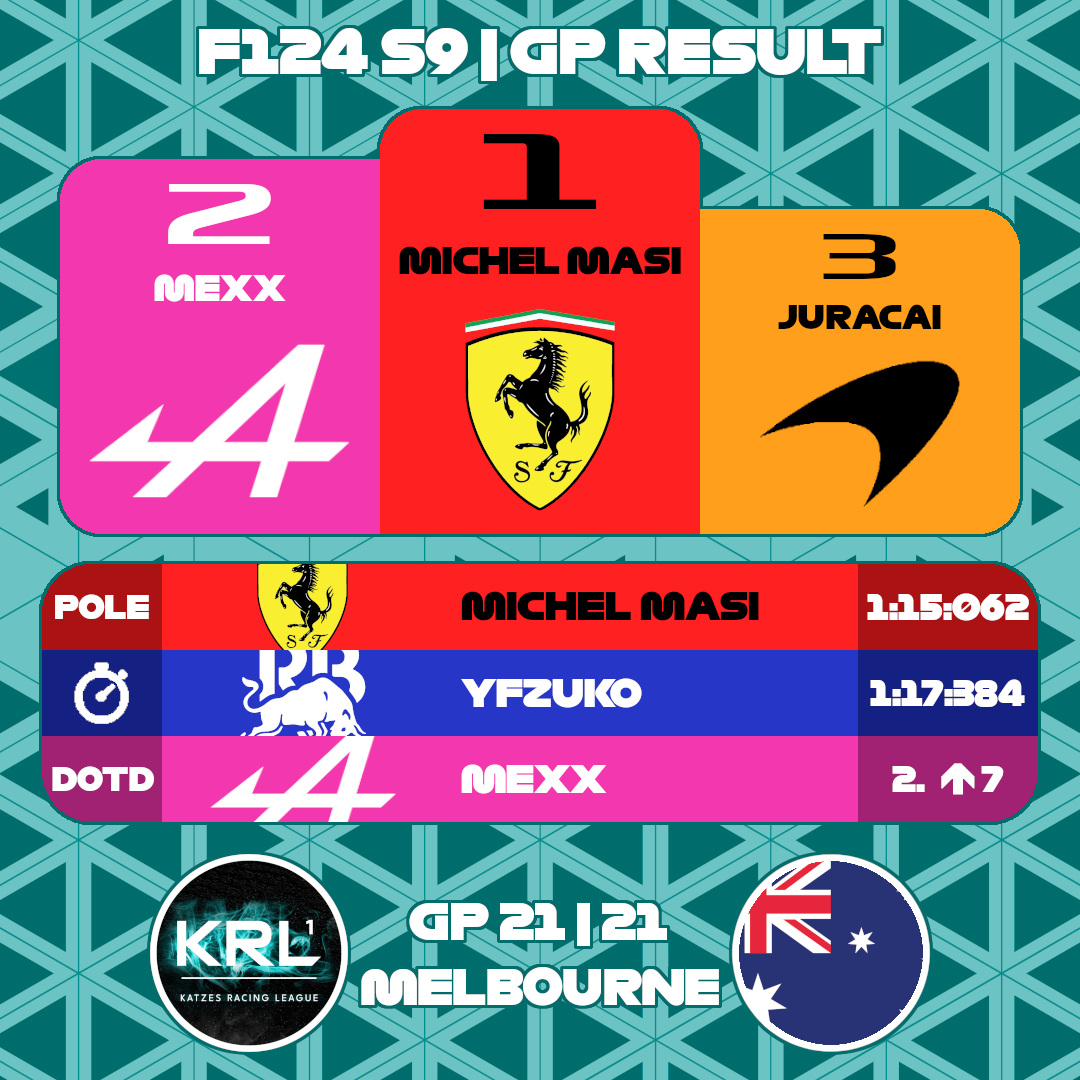 F124 S9 | GP RESULT
1
MICHEL MASI
S F
2
MEXX
3
JURACAI
POLE
S F
MICHEL MASI
1:15:062
RB
YFZUKO
1:17:384
DOTD
MEXX
2. ↑7
KRL1
KATZES RACING LEAGUE
GP 21 | 21
MELBOURNE